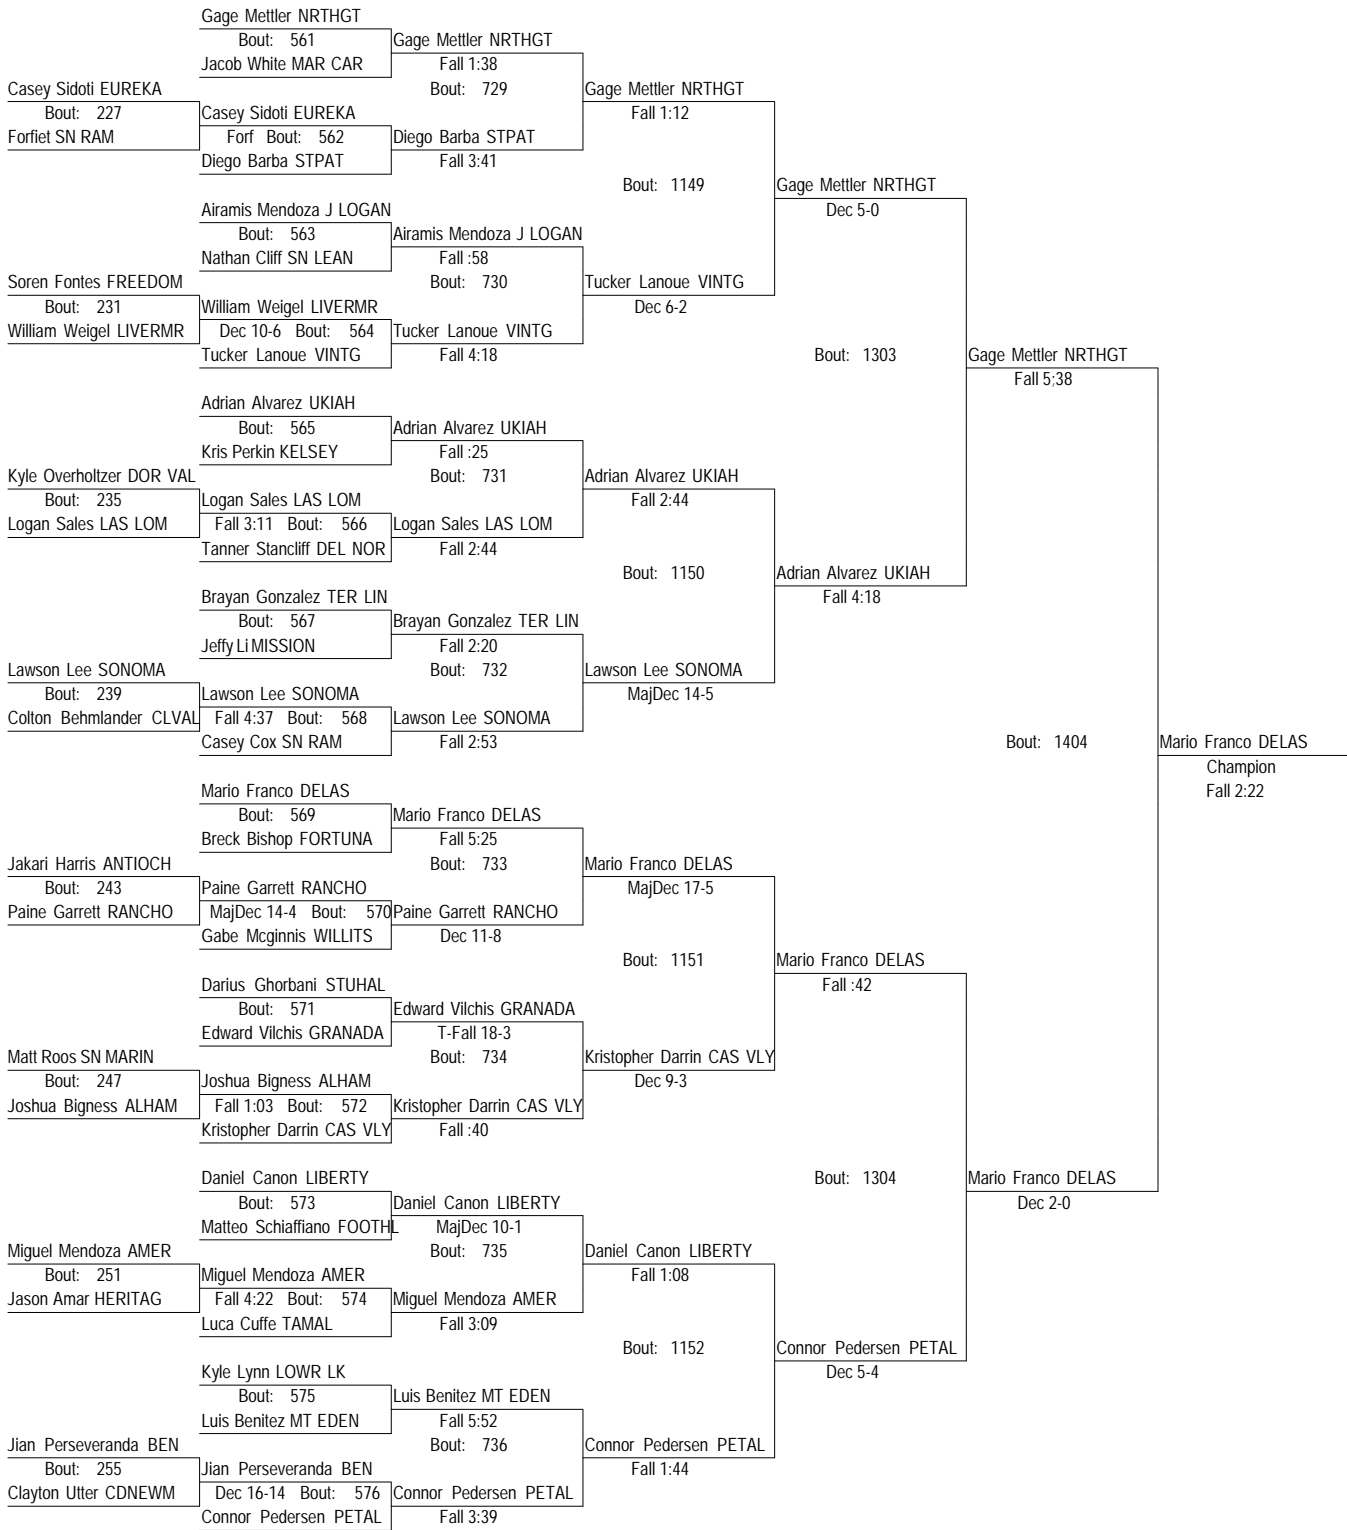 Gage Mettler NRTHGT
Bout: 561
Gage Mettler NRTHGT
Jacob White MAR CAR
Fall 1:38
Casey Sidoti EUREKA
Bout: 729
Gage Mettler NRTHGT
Bout: 227
Casey Sidoti EUREKA
Fall 1:12
Forfiet SN RAM
Forf Bout: 562
Diego Barba STPAT
Diego Barba STPAT
Fall 3:41
Bout: 1149
Gage Mettler NRTHGT
Airamis Mendoza J LOGAN
Dec 5-0
Bout: 563
Airamis Mendoza J LOGAN
Nathan Cliff SN LEAN
Fall :58
Soren Fontes FREEDOM
Bout: 730
Tucker Lanoue VINTG
Bout: 231
William Weigel LIVERMR
Dec 6-2
William Weigel LIVERMR
Dec 10-6 Bout: 564
Tucker Lanoue VINTG
Tucker Lanoue VINTG
Fall 4:18
Bout: 1303
Gage Mettler NRTHGT
Fall 5;38
Adrian Alvarez UKIAH
Bout: 565
Adrian Alvarez UKIAH
Kris Perkin KELSEY
Fall :25
Kyle Overholtzer DOR VAL
Bout: 731
Adrian Alvarez UKIAH
Bout: 235
Logan Sales LAS LOM
Fall 2:44
Logan Sales LAS LOM
Fall 3:11 Bout: 566
Logan Sales LAS LOM
Tanner Stancliff DEL NOR
Fall 2:44
Bout: 1150
Adrian Alvarez UKIAH
Brayan Gonzalez TER LIN
Fall 4:18
Bout: 567
Brayan Gonzalez TER LIN
Jeffy Li MISSION
Fall 2:20
Lawson Lee SONOMA
Bout: 732
Lawson Lee SONOMA
Bout: 239
Lawson Lee SONOMA
MajDec 14-5
Colton Behmlander CLVAL
Fall 4:37 Bout: 568
Lawson Lee SONOMA
Casey Cox SN RAM
Fall 2:53
Bout: 1404
Mario Franco DELAS
Champion
Fall 2:22
Mario Franco DELAS
Bout: 569
Mario Franco DELAS
Breck Bishop FORTUNA
Fall 5:25
Jakari Harris ANTIOCH
Bout: 733
Mario Franco DELAS
Bout: 243
Paine Garrett RANCHO
MajDec 17-5
Paine Garrett RANCHO
MajDec 14-4 Bout: 570
Paine Garrett RANCHO
Gabe Mcginnis WILLITS
Dec 11-8
Bout: 1151
Mario Franco DELAS
Darius Ghorbani STUHAL
Fall :42
Bout: 571
Edward Vilchis GRANADA
Edward Vilchis GRANADA
T-Fall 18-3
Matt Roos SN MARIN
Bout: 734
Kristopher Darrin CAS VLY
Bout: 247
Joshua Bigness ALHAM
Dec 9-3
Joshua Bigness ALHAM
Fall 1:03 Bout: 572
Kristopher Darrin CAS VLY
Kristopher Darrin CAS VLY
Fall :40
Daniel Canon LIBERTY
Bout: 1304
Mario Franco DELAS
Bout: 573
Daniel Canon LIBERTY
Dec 2-0
Matteo Schiaffiano FOOTHL
MajDec 10-1
Miguel Mendoza AMER
Bout: 735
Daniel Canon LIBERTY
Bout: 251
Miguel Mendoza AMER
Fall 1:08
Jason Amar HERITAG
Fall 4:22 Bout: 574
Miguel Mendoza AMER
Luca Cuffe TAMAL
Fall 3:09
Bout: 1152
Connor Pedersen PETAL
Kyle Lynn LOWR LK
Dec 5-4
Bout: 575
Luis Benitez MT EDEN
Luis Benitez MT EDEN
Fall 5:52
Jian Perseveranda BEN
Bout: 736
Connor Pedersen PETAL
Bout: 255
Jian Perseveranda BEN
Fall 1:44
Clayton Utter CDNEWM
Dec 16-14 Bout: 576
Connor Pedersen PETAL
Connor Pedersen PETAL
Fall 3:39